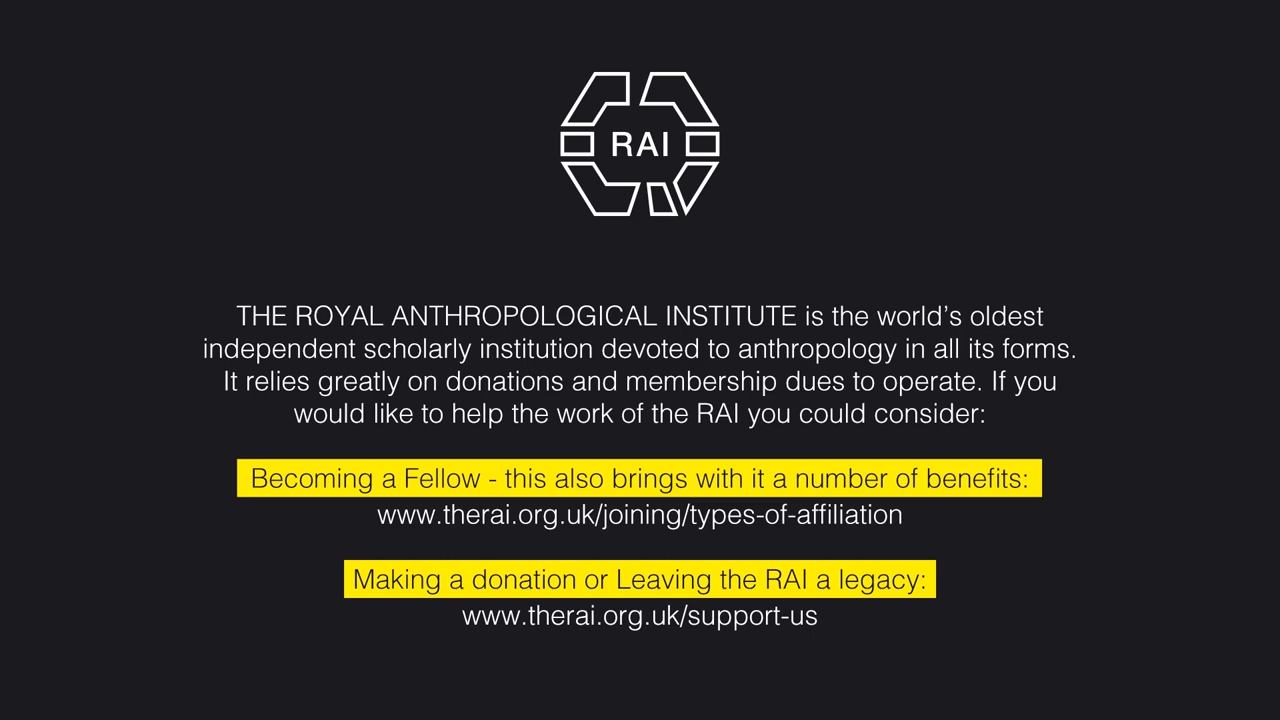 RAI
THE ROYAL ANTHROPOLOGICAL INSTITUTE is the world’s oldest
independent scholarly institution devoted to anthropology in all its forms.
It relies greatly on donations and membership dues to operate. If you
would like to help the work of the RAI you could consider:
Becoming a Fellow - this also brings with it a number of benefits:
www.therai.org.uk/joining/types-of-affiliation
Making a donation or Leaving the RAI a legacy:
www.therai.org.uk/support-us